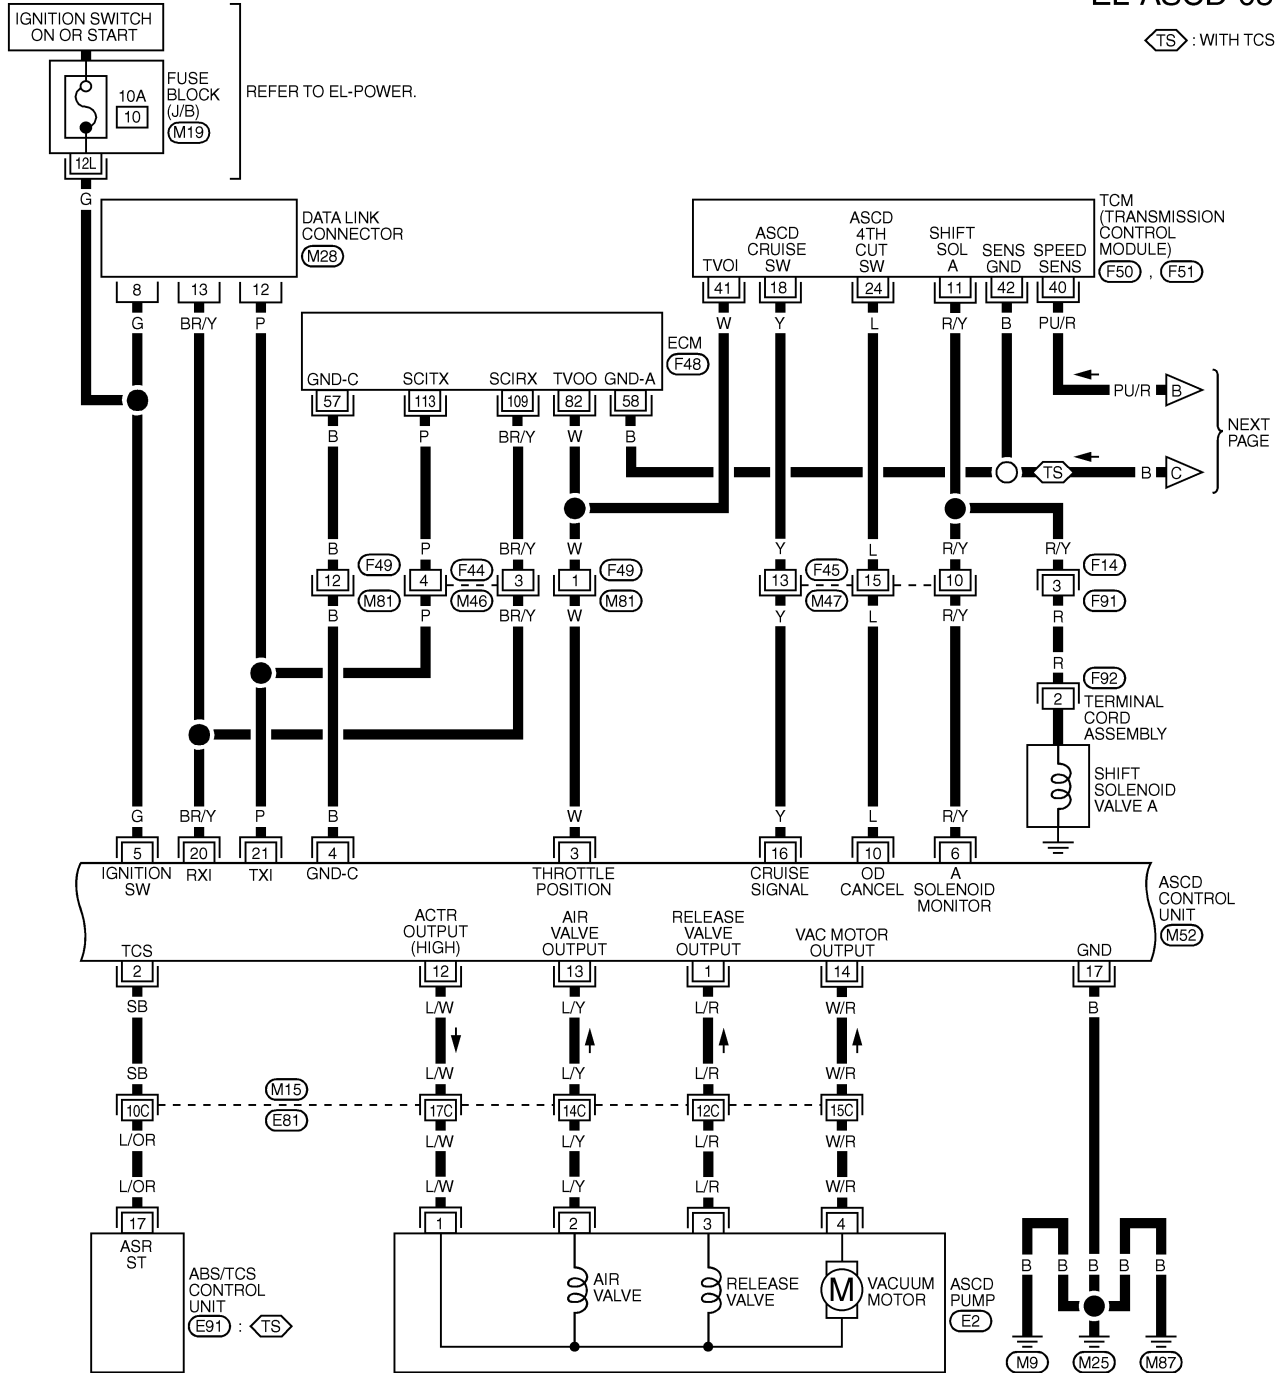 IGNITION SWITCH
ON OR START
: WITH TCS
TS
10A
10
FUSE
BLOCK
(J/B)
M19
REFER TO EL-POWER.
12L
G
DATA LINK
CONNECTOR
M28
8
13
12
G
BR/Y
P
TCM
(TRANSMISSION
CONTROL
MODULE)
F50 , F51
TVOI
ASCD
CRUISE
SW
ASCD
4TH
CUT
SW
SHIFT
SOL
A
SENS
GND
SPEED
SENS
41
18
24
11
42
40
W
Y
L
R/Y
B
PU/R
ECM
F48
GND-C
SCITX
SCIRX
TVOO
GND-A
57
113
109
82
58
B
P
BR/Y
W
B
PU/R
B
B
C
TS
NEXT
PAGE
B
P
BR/Y
W
Y
L
R/Y
R/Y
12
F49
M81
4
F44
M46
3
1
F49
M81
13
F45
M47
15
10
3
F14
F91
B
P
BR/Y
W
Y
L
R/Y
R
R
F92
2
TERMINAL
CORD
ASSEMBLY
SHIFT
SOLENOID
VALVE A
G
BR/Y
P
B
W
Y
L
R/Y
5
20
21
4
3
16
10
6
IGNITION
SW
RXI
TXI
GND-C
THROTTLE
POSITION
CRUISE
SIGNAL
OD
CANCEL
A
SOLENOID
MONITOR
ASCD
CONTROL
UNIT
M52
TCS
ACTR
OUTPUT
(HIGH)
AIR
VALVE
OUTPUT
RELEASE
VALVE
OUTPUT
VAC MOTOR
OUTPUT
GND
2
12
13
1
14
17
SB
L/W
L/Y
L/R
W/R
B
SB
L/W
L/Y
L/R
W/R
10C
M15
E81
17C
14C
12C
15C
L/OR
L/W
L/Y
L/R
W/R
L/OR
L/W
L/Y
L/R
W/R
17
1
2
3
4
ASR
ST
ABS/TCS
CONTROL
UNIT
E91 : TS
AIR
VALVE
RELEASE
VALVE
M
VACUUM
MOTOR
ASCD
PUMP
E2
B
B
B
B
B
M9
M25
M87